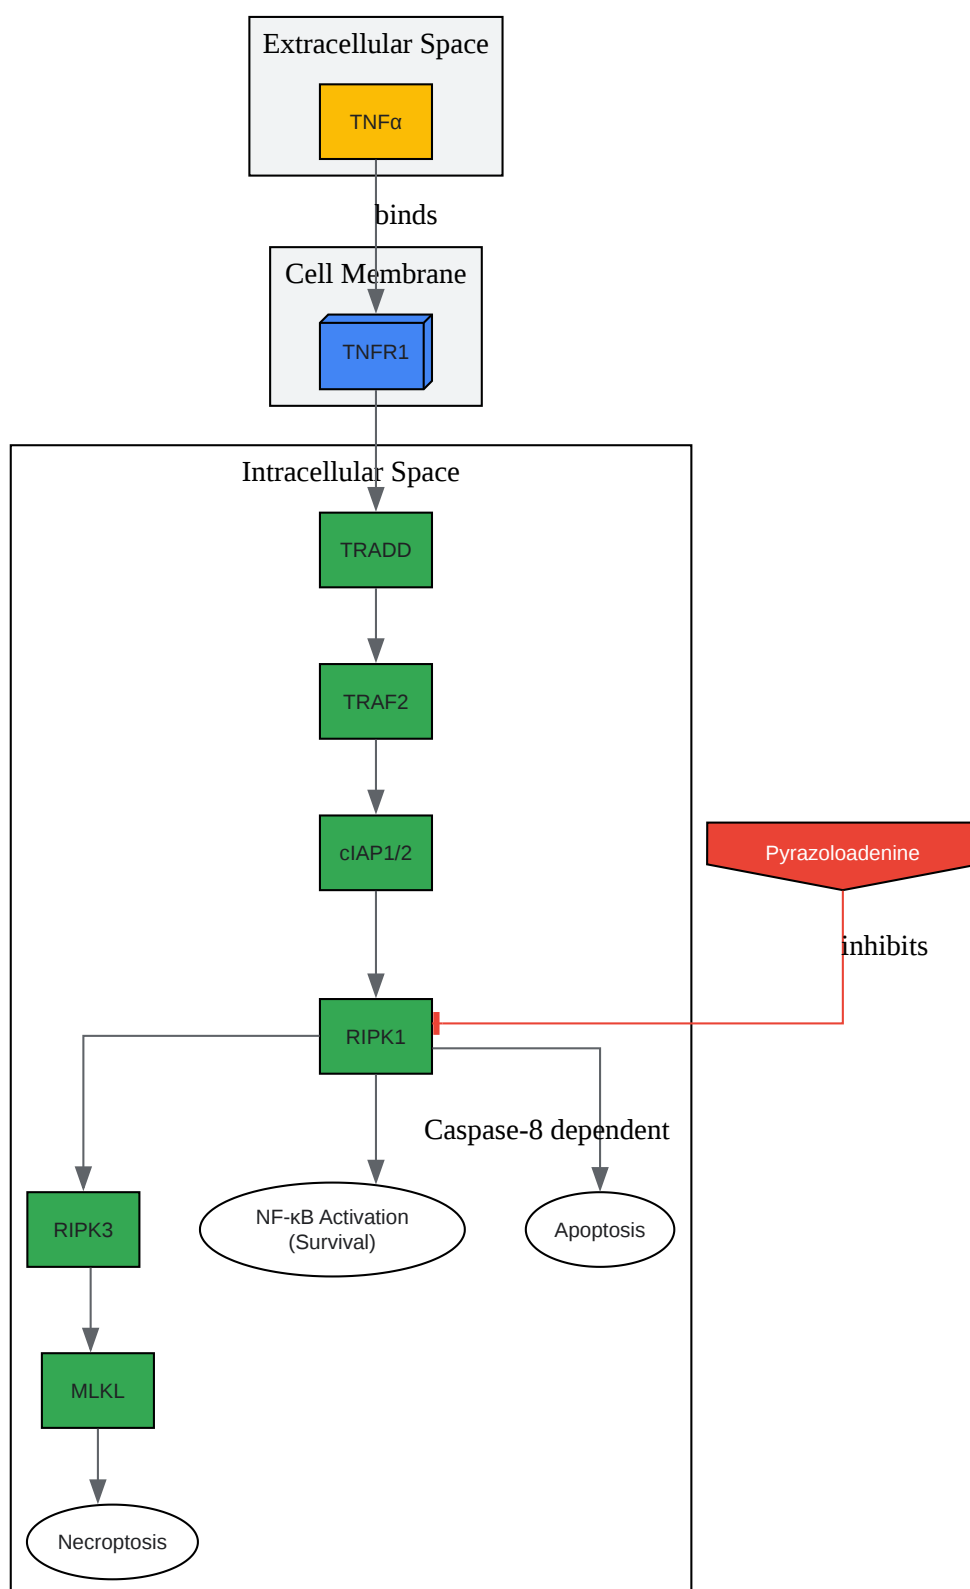 Extracellular Space
TNFα
binds
Cell Membrane
TNFR1
Intracellular Space
TRADD
TRAF2
cIAP1/2
Pyrazoloadenine
inhibits
RIPK1
Caspase-8 dependent
RIPK3
NF-κB Activation
(Survival)
Apoptosis
MLKL
Necroptosis